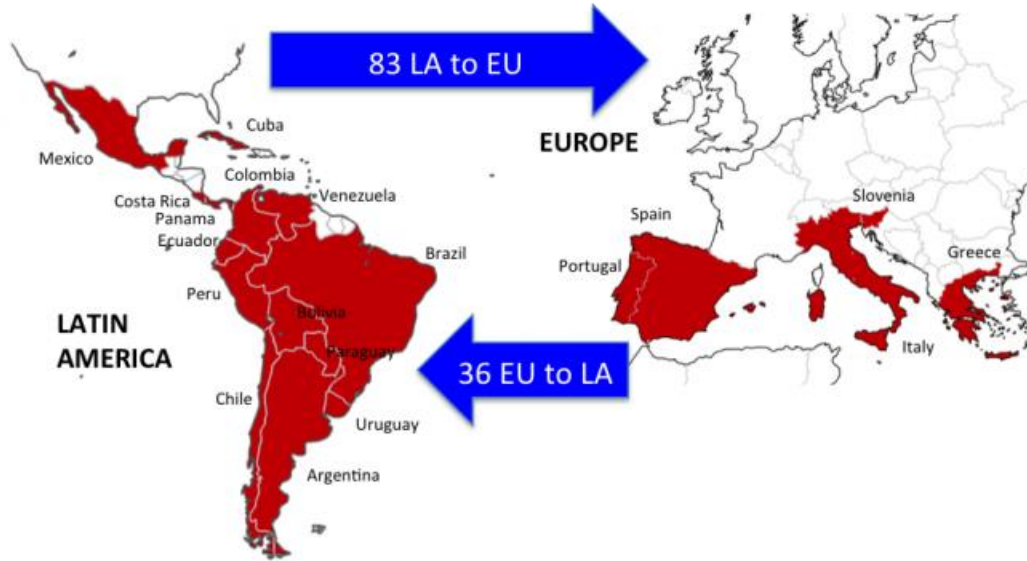 83 LA to EU
Cuba
EUROPE
Mexico
Colombia
Costa Rica
Venezuela
Slovenia
Panama
Spain
Ecuador
Brazil
Greece
Portugal
Peru
Bolivia
LATIN
AMERICA
Paraguay
Italy
36 EU to LA
Chile
Uruguay
Argentina